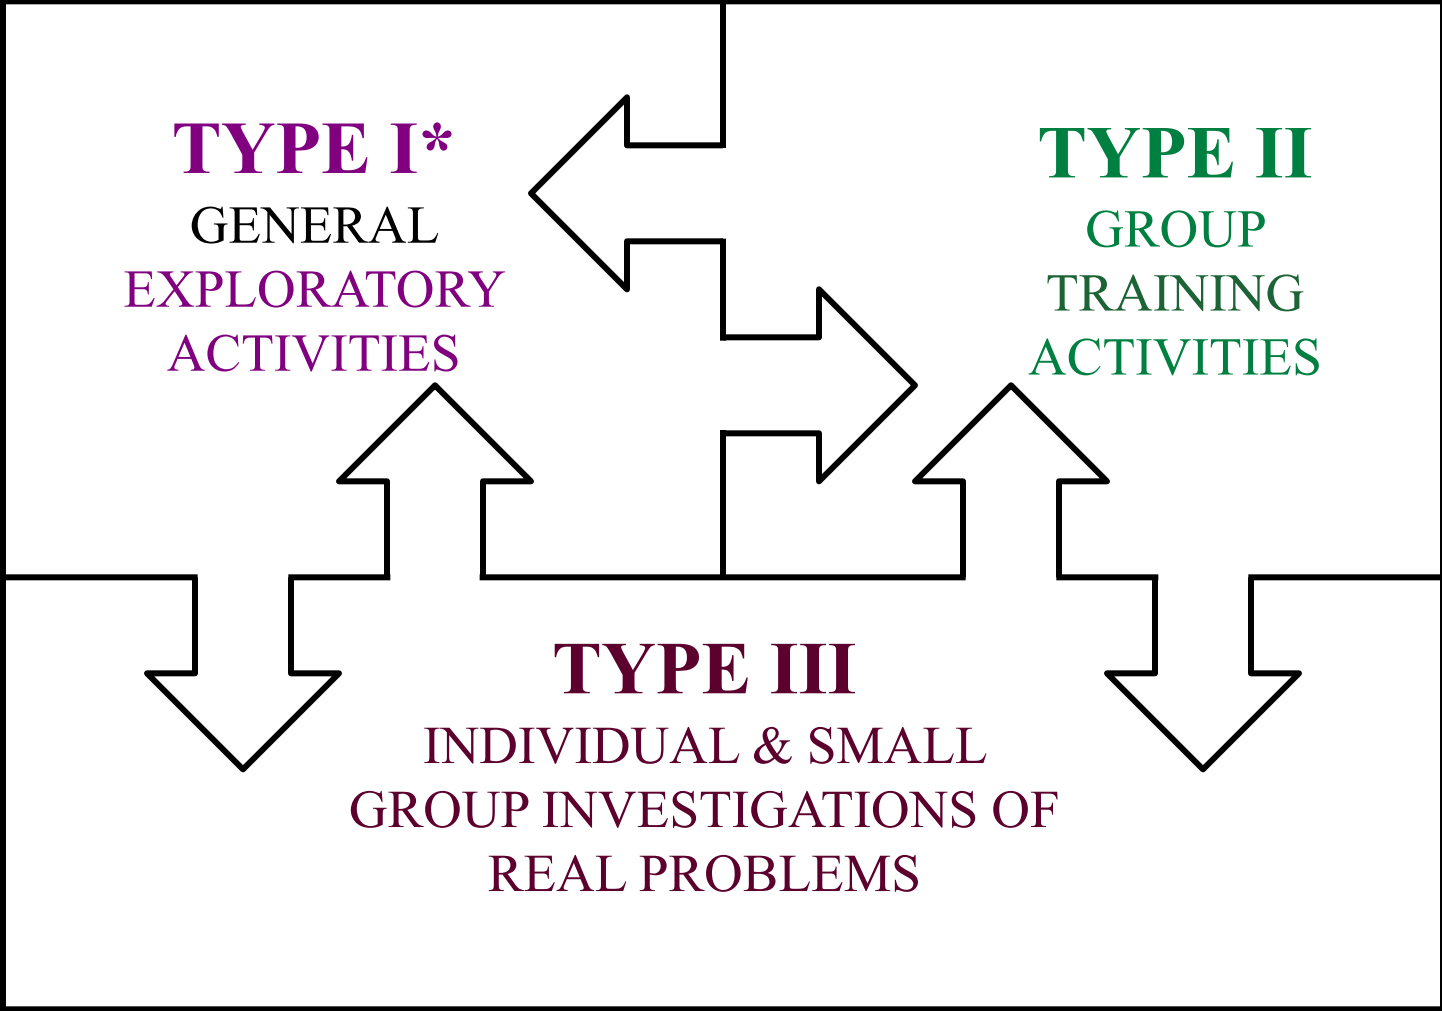 TYPE I*
GENERAL
EXPLORATORY
ACTIVITIES
TYPE II
GROUP
TRAINING
ACTIVITIES
TYPE III
INDIVIDUAL & SMALL
GROUP INVESTIGATIONS OF
REAL PROBLEMS